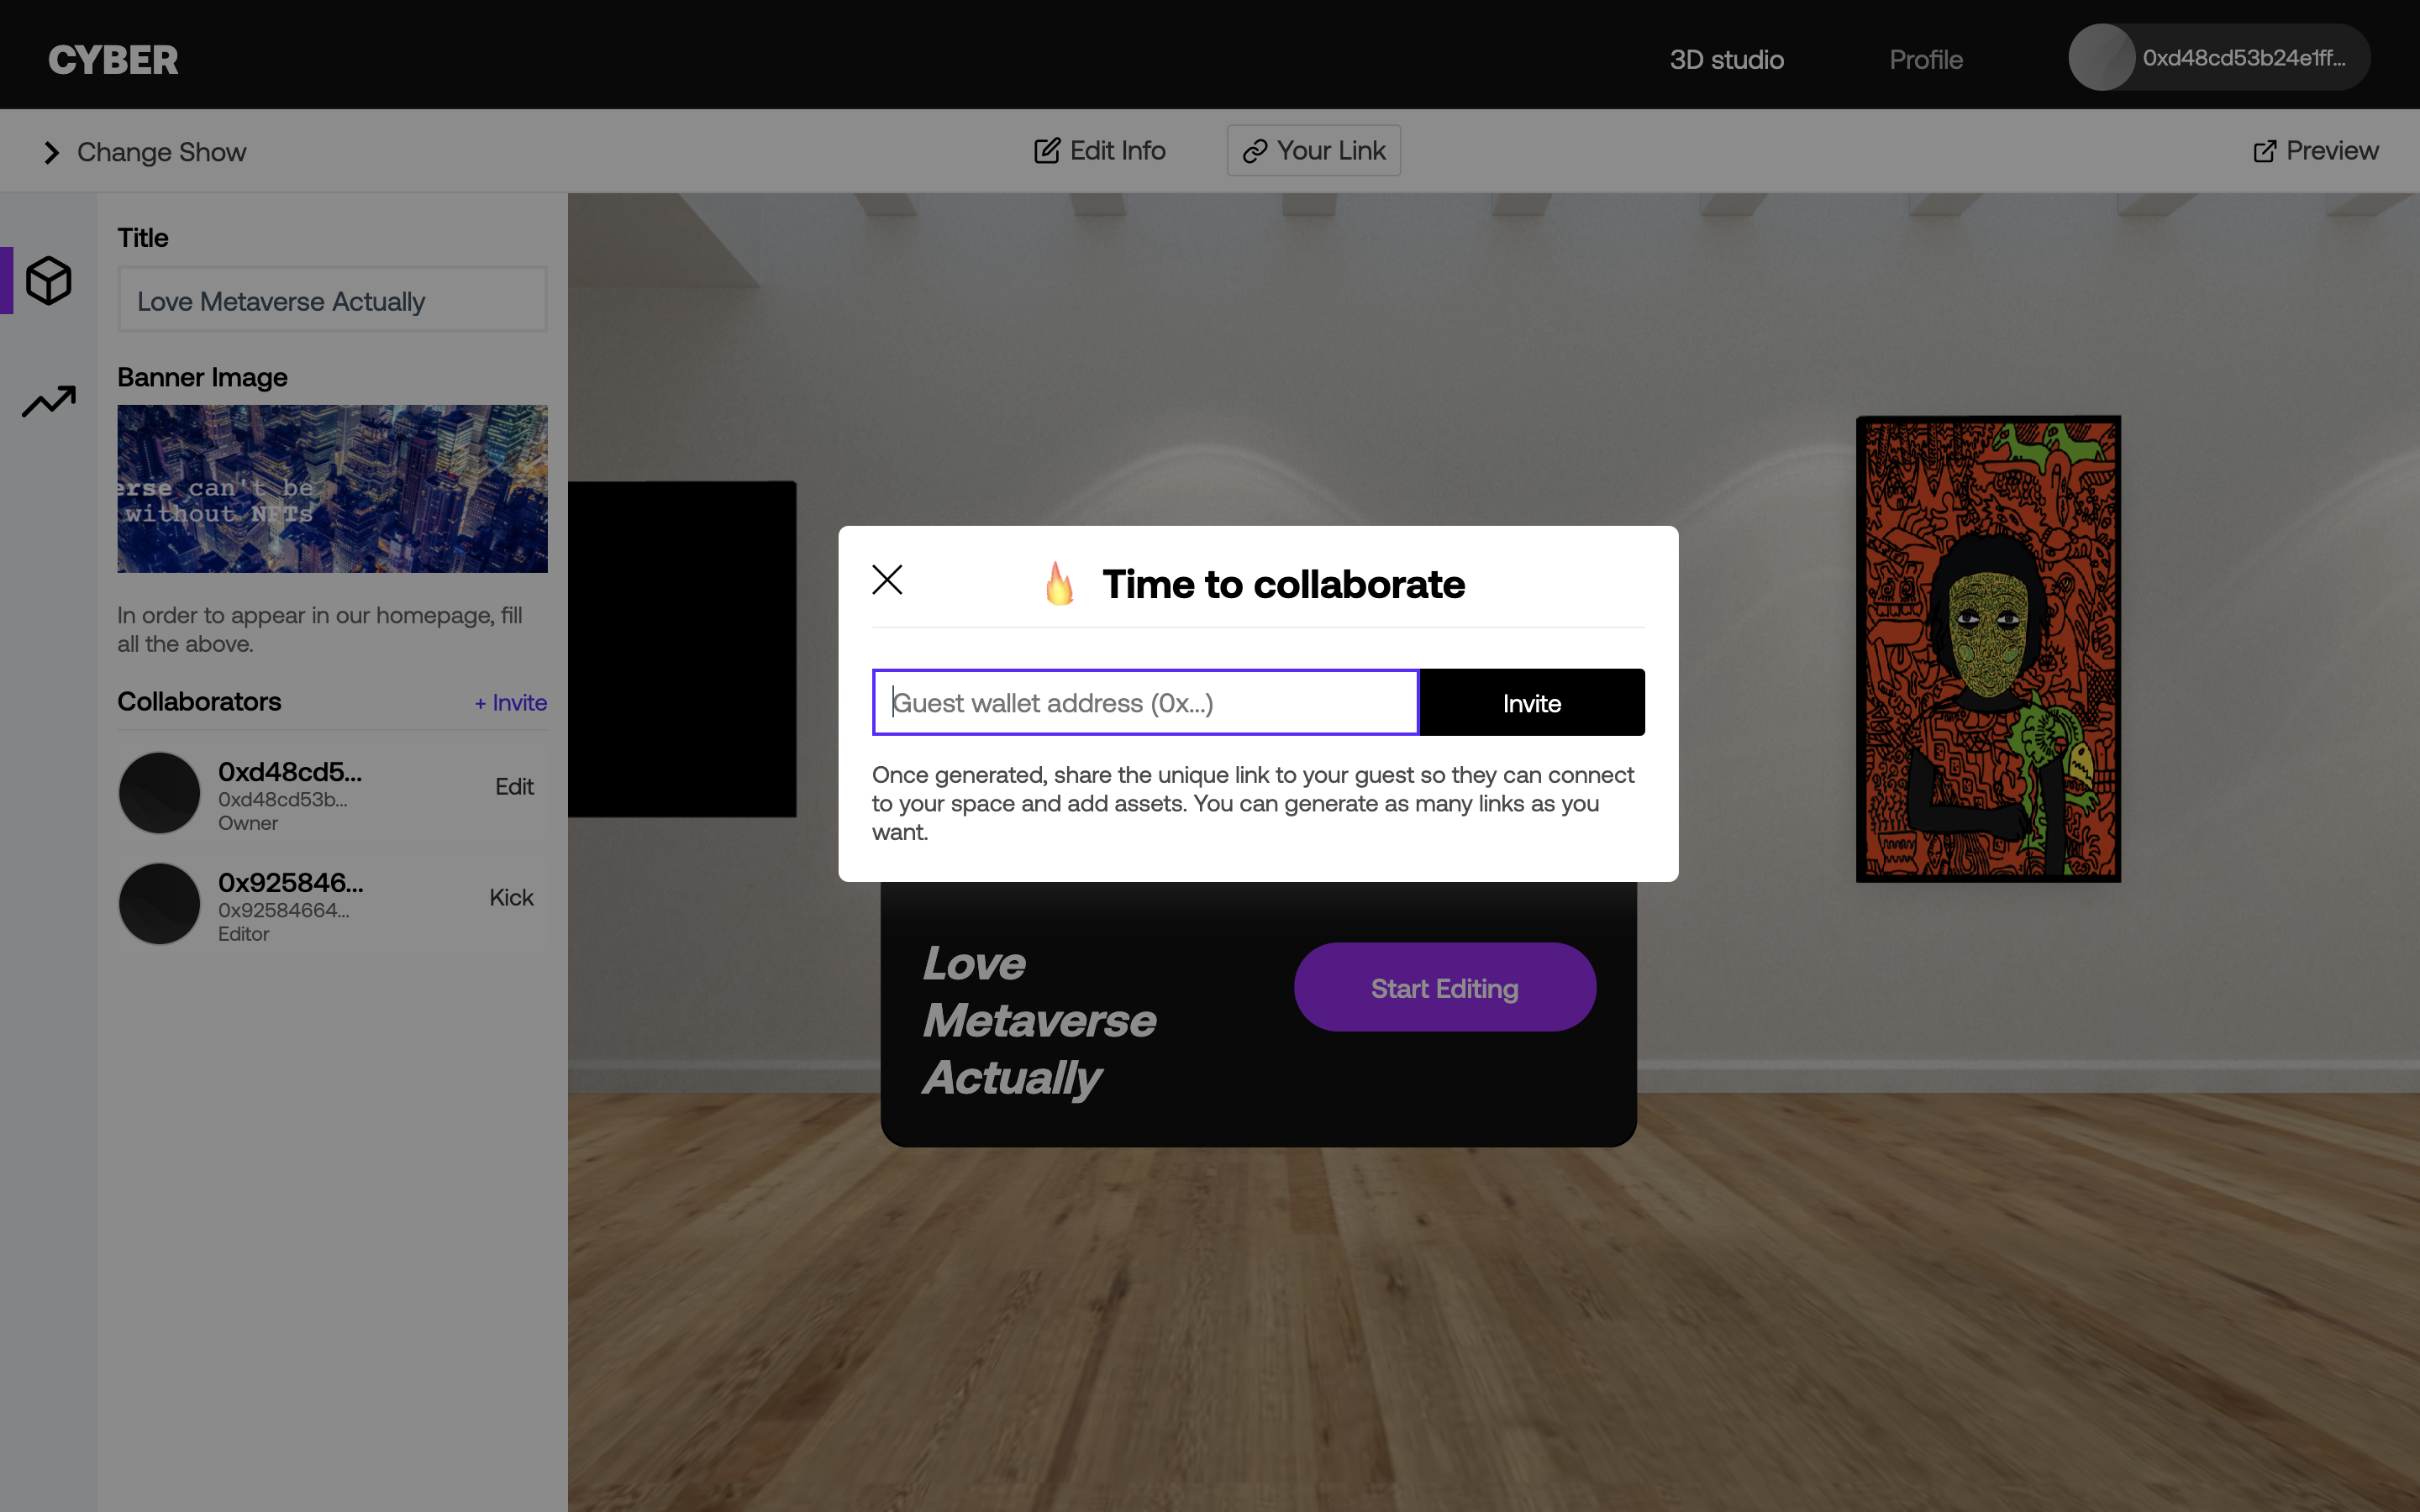 CYBER
3D studio
Profile
0xd48cd53b24e1ff...
Change Show
Edit Info
Your Link
Preview
Title
Love Metaverse Actually
Banner Image
erse can't be
without NFTs
In order to appear in our homepage, fill
all the above.
Collaborators
+ Invite
0xd48cd5...
0xd48cd53b...
Owner
Edit
0x925846...
0x92584664...
Editor
Kick
Time to collaborate
Guest wallet address (0x...)
Invite
Once generated, share the unique link to your guest so they can connect
to your space and add assets. You can generate as many links as you
want.
Love
Metaverse
Actually
Start Editing